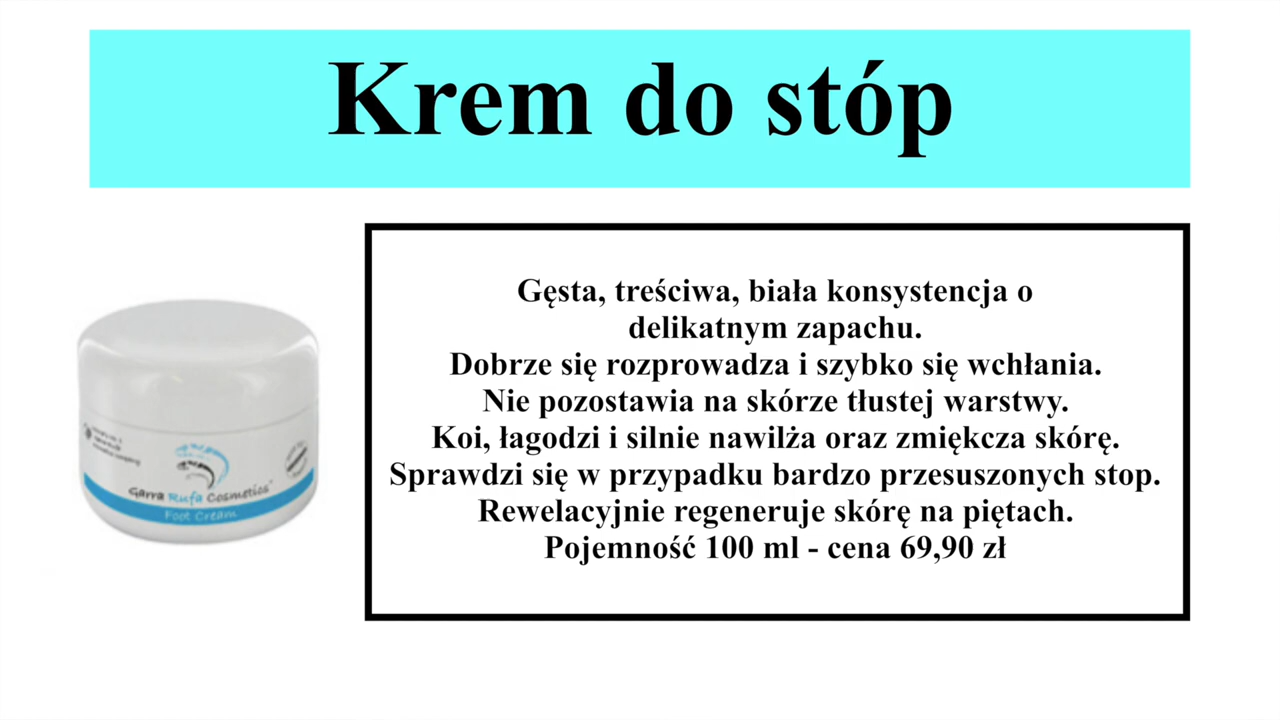 Krem do stóp
Gęsta, treściwa, biała konsystencja o
delikatnym zapachu.
Dobrze się rozprowadza i szybko się wchłania.
Nie pozostawia na skórze tłustej warstwy.
Koi, łagodzi i silnie nawilża oraz zmiękcza skórę.
Sprawdzi się w przypadku bardzo przesuszonych stop.
Rewelacyjnie regeneruje skórę na piętach.
Pojemność 100 ml - cena 69,90 zł
Garra Rufa Cosmetics
Foot Cream